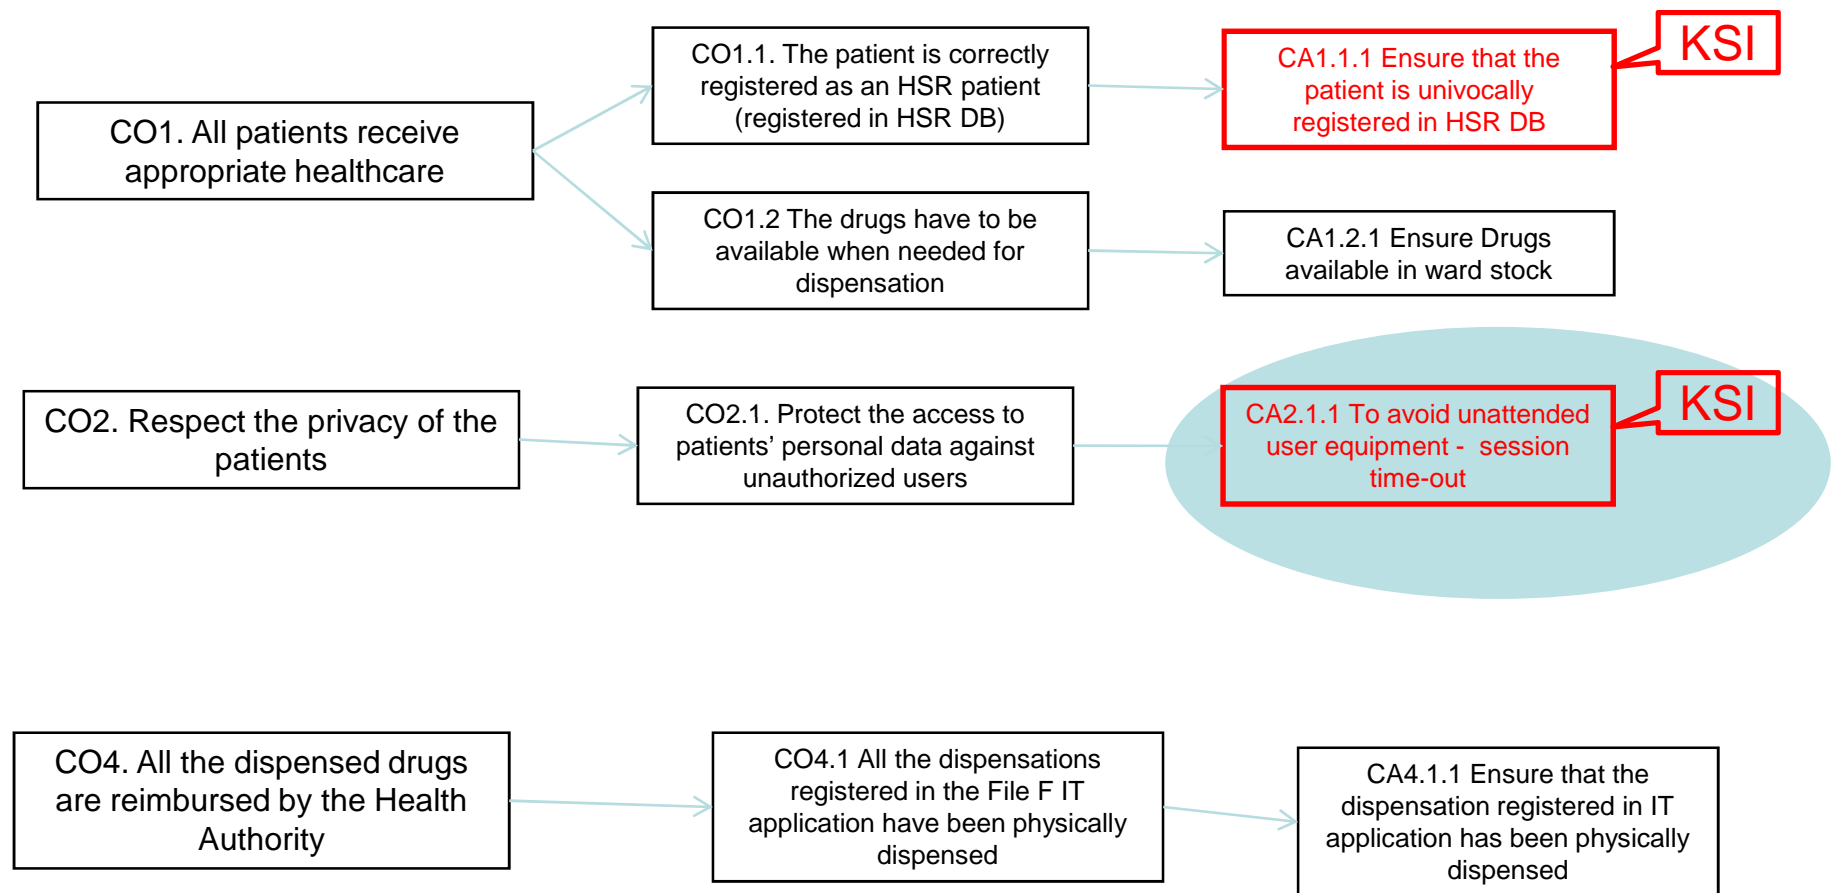 CO1. All patients receive
appropriate healthcare
CO1.1. The patient is correctly
registered as an HSR patient
(registered in HSR DB)
CA1.1.1 Ensure that the
patient is univocally
registered in HSR DB
KSI
CO1.2 The drugs have to be
available when needed for
dispensation
CA1.2.1 Ensure Drugs
available in ward stock
CO2. Respect the privacy of the
patients
CO2.1. Protect the access to
patients’ personal data against
unauthorized users
CA2.1.1 To avoid unattended
user equipment - session
time-out
KSI
CO4. All the dispensed drugs
are reimbursed by the Health
Authority
CO4.1 All the dispensations
registered in the File F IT
application have been physically
dispensed
CA4.1.1 Ensure that the
dispensation registered in IT
application has been physically
dispensed